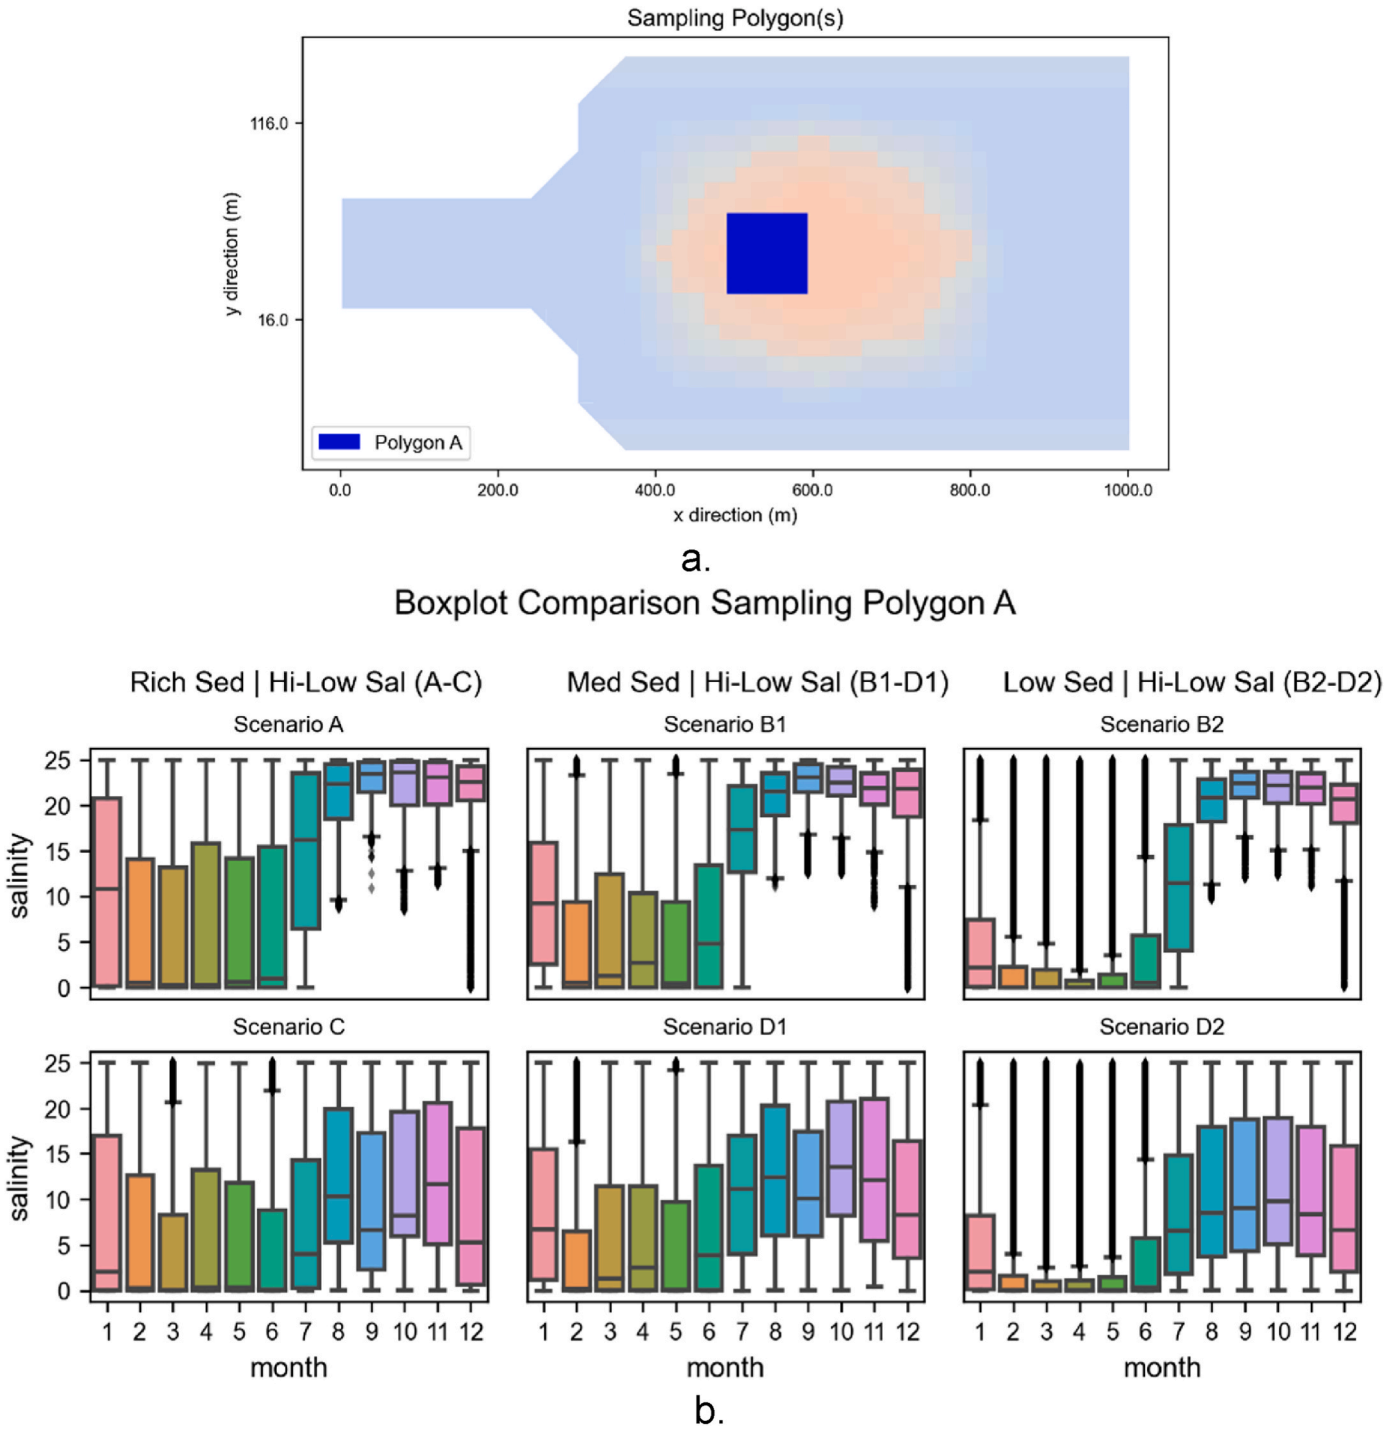 Sampling Polygon(s)
116.0
16.0
y direction (m)
Polygon A
0.0 200.0 400.0 600.0 800.0 1000.0
x direction (m)
a.
Boxplot Comparison Sampling Polygon A
Rich Sed | Hi-Low Sal (A-C) Med Sed | Hi-Low Sal (B1-D1) Low Sed | Hi-Low Sal (B2-D2)
Scenario A Scenario B1 Scenario B2
25
20
15
10
5
0
salinity
Scenario C Scenario D1 Scenario D2
25
20
15
10
5
0
salinity
1 2 3 4 5 6 7 8 9 10 11 12 1 2 3 4 5 6 7 8 9 10 11 12 1 2 3 4 5 6 7 8 9 10 11 12
month month month
b.